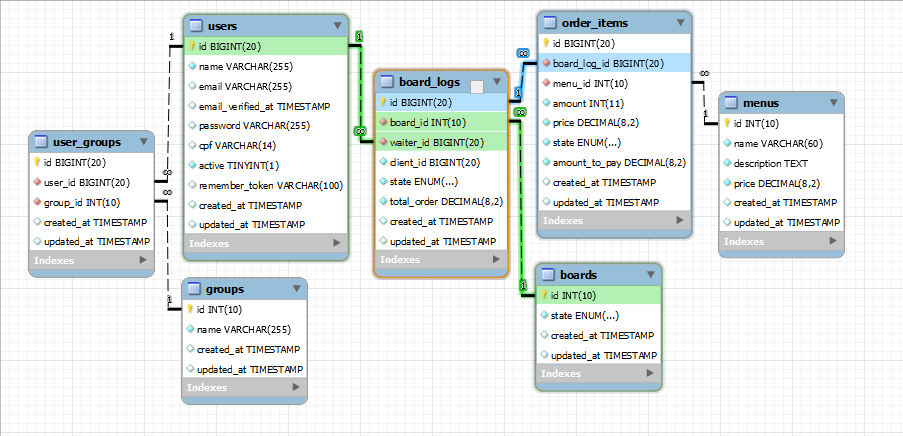 users
id BIGINT(20)
name VARCHAR(255)
email VARCHAR(255)
email_verified_at TIMESTAMP
password VARCHAR(255)
cpf VARCHAR(14)
active TINYINT(1)
remember_token VARCHAR(100)
created_at TIMESTAMP
updated_at TIMESTAMP
Indexes
user_groups
id BIGINT(20)
user_id BIGINT(20)
group_id INT(10)
created_at TIMESTAMP
updated_at TIMESTAMP
Indexes
groups
id INT(10)
name VARCHAR(255)
created_at TIMESTAMP
updated_at TIMESTAMP
Indexes
board_logs
id BIGINT(20)
board_id INT(10)
waiter_id BIGINT(20)
client_id BIGINT(20)
state ENUM(...)
total_order DECIMAL(8,2)
created_at TIMESTAMP
updated_at TIMESTAMP
Indexes
order_items
id BIGINT(20)
board_log_id BIGINT(20)
menu_id INT(10)
amount INT(11)
price DECIMAL(8,2)
state ENUM(...)
amount_to_pay DECIMAL(8,2)
created_at TIMESTAMP
updated_at TIMESTAMP
Indexes
menus
id INT(10)
name VARCHAR(60)
description TEXT
price DECIMAL(8,2)
created_at TIMESTAMP
updated_at TIMESTAMP
Indexes
boards
id INT(10)
state ENUM(...)
created_at TIMESTAMP
updated_at TIMESTAMP
Indexes
1
∞
1
∞
1
∞
1
∞
∞
1
∞
1